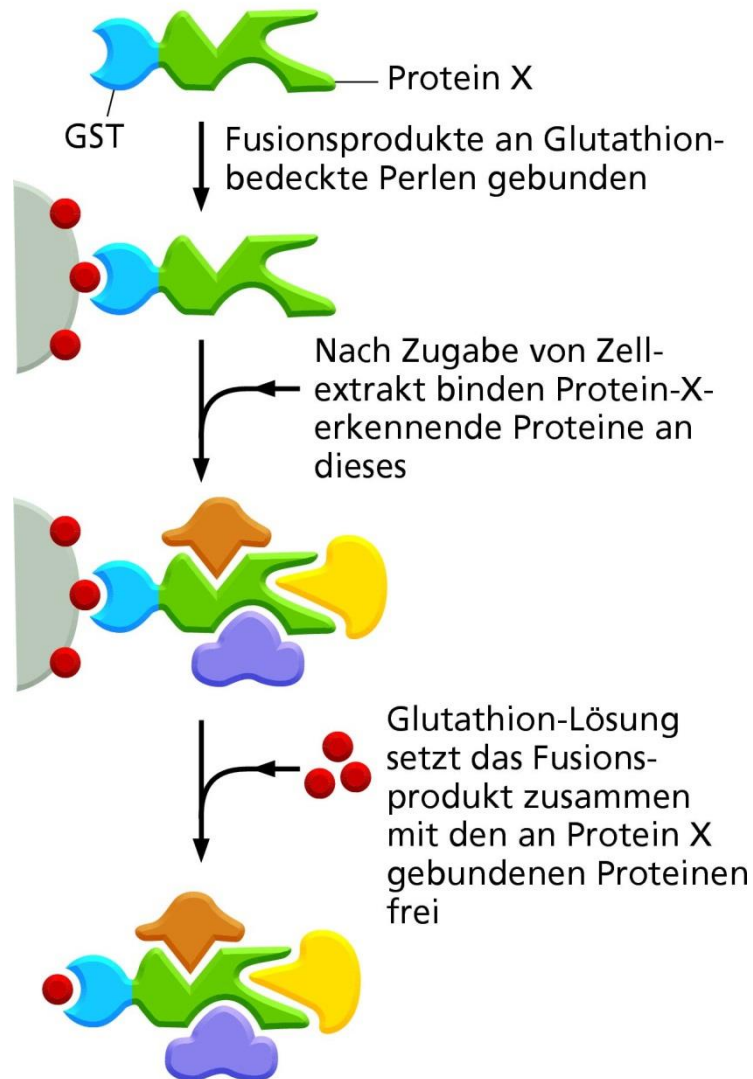 Protein X
GST
Fusionsprodukte an Glutathion-
bedeckte Perlen gebunden
Nach Zugabe von Zell-
extrakt binden Protein-X-
erkennende Proteine an
dieses
Glutathion-Lösung
setzt das Fusions-
produkt zusammen
mit den an Protein X
gebundenen Proteinen
frei